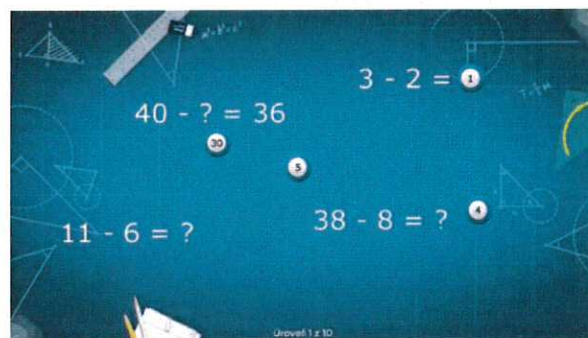 3 - 2 = 1
40 - ? = 36
30
5
38 - 8 = ?
4
11 - 6 = ?
Úroveň 1 z 10